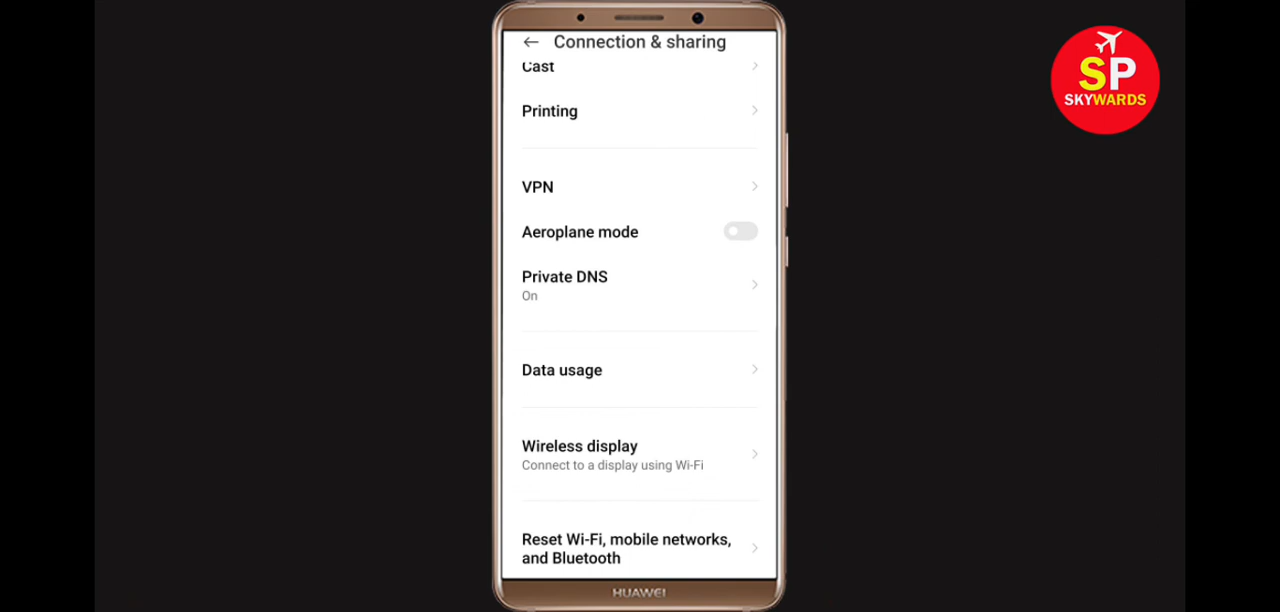 Connection & sharing
Cast
Printing
VPN
Aeroplane mode
Private DNS
On
Data usage
Wireless display
Connect to a display using Wi-Fi
Reset Wi-Fi, mobile networks,
and Bluetooth
HUAWEI
SP
SKYWARDS